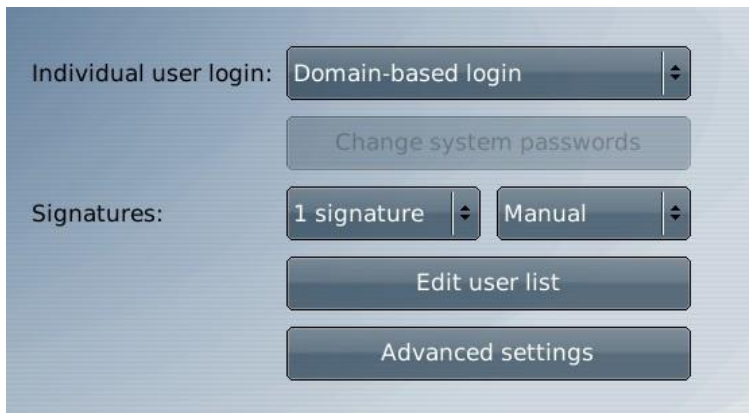 Individual user login: Domain-based login
Change system passwords
Signatures: 1 signature Manual
Edit user list
Advanced settings